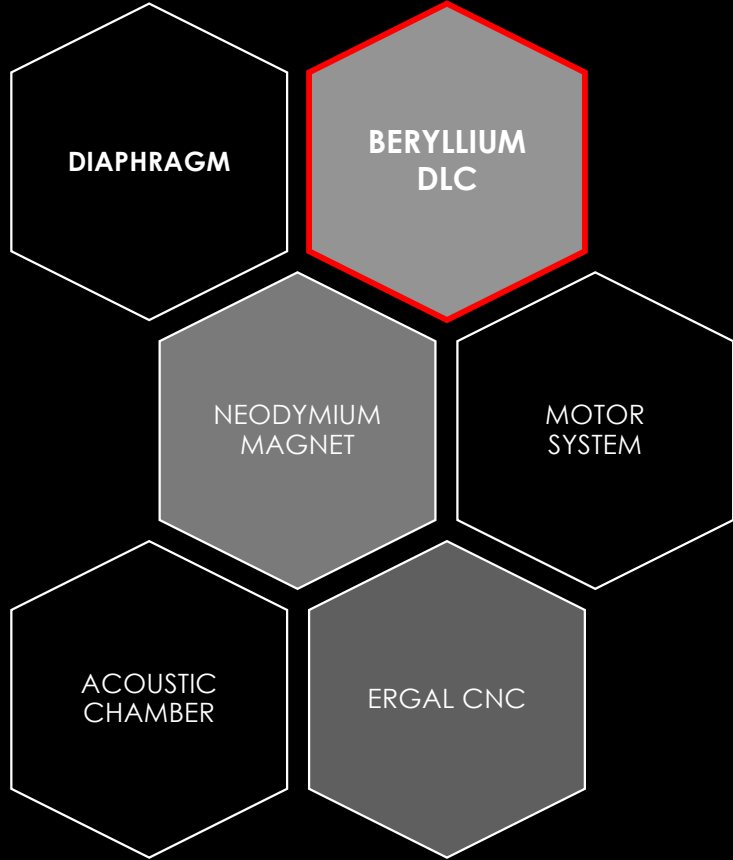 DIAPHRAGM
BERYLLIUM
DLC
NEODYMIUM
MAGNET
MOTOR
SYSTEM
ACOUSTIC
CHAMBER
ERGAL CNC